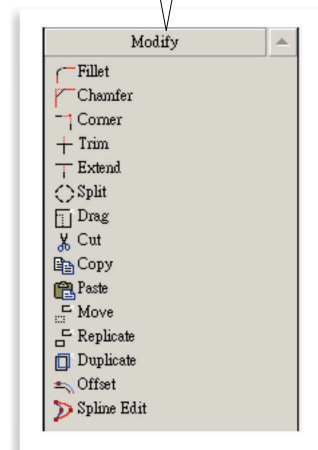 Modify
Fillet
Chamfer
Corner
Trim
Extend
Split
Drag
Cut
Copy
Paste
Move
Replicate
Duplicate
Offset
Spline Edit